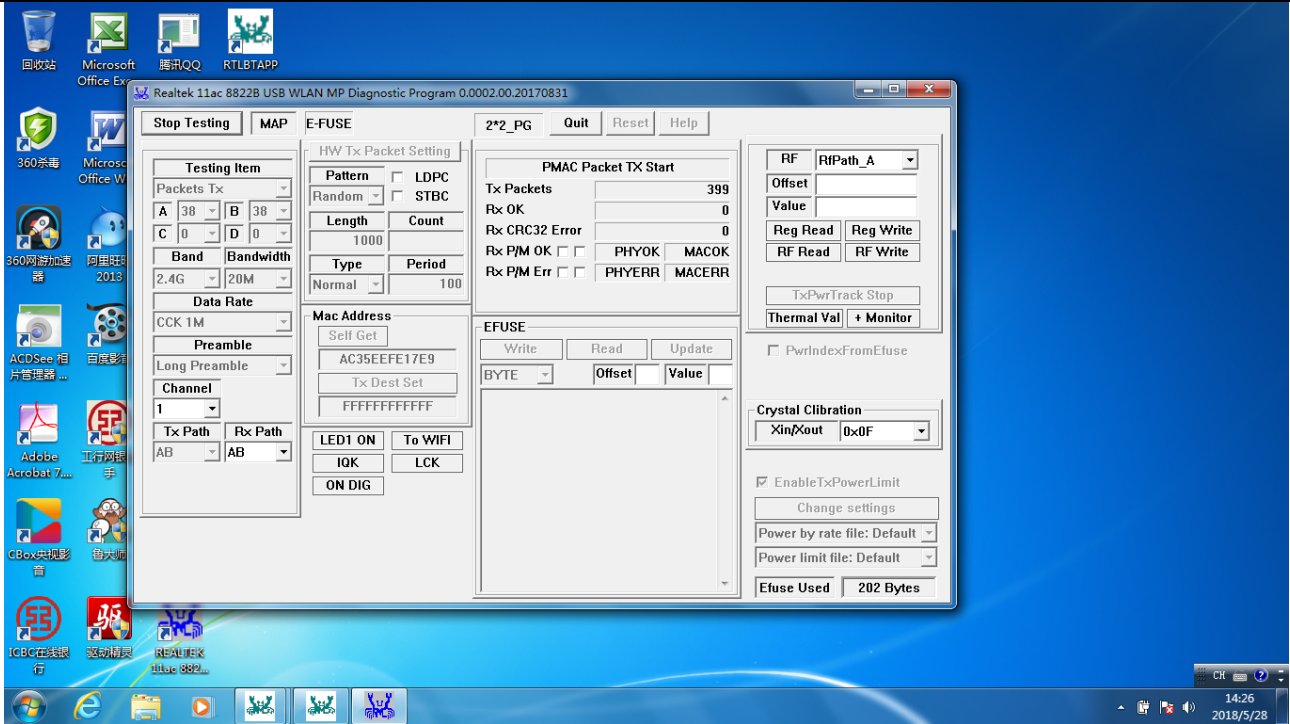 回收站
Microsoft
Office Exc
腾讯QQ
RTLBTAPP
360杀毒
Microsc
Office W
360网游加速
器
阿里旺旺
2013
ACDSee 相
片管理器 ...
百度影音
Adobe
Acrobat 7....
工行网银
手
CBox央视影
音
鲁大师
ICBC在线银
行
驱动精灵
REALTEK
11ac 882...
Realtek 11ac 8822B USB WLAN MP Diagnostic Program 0.0002.00.20170831
Stop Testing
MAP
E-FUSE
2*2_PG
Quit
Reset
Help
Testing Item
Packets Tx
A 38 B 38
C 0 D 0
Band Bandwidth
2.4G 20M
Data Rate
CCK 1M
Preamble
Long Preamble
Channel
1
Tx Path Rx Path
AB AB
HW Tx Packet Setting
Pattern LDPC
Random STBC
Length Count
1000
Type Period
Normal 100
Mac Address
Self Get
AC35EEFE17E9
Tx Dest Set
FFFFFFFFFFFF
LED1 ON To WIFI
IQK LCK
ON DIG
PMAC Packet TX Start
Tx Packets 399
Rx OK 0
Rx CRC32 Error 0
Rx P/M OK PHYOK MACOK
Rx P/M Err PHYERR MACERR
EFUSE
Write Read Update
BYTE Offset Value
RF RfPath_A
Offset
Value
Reg Read Reg Write
RF Read RF Write
TxPwrTrack Stop
Thermal Val + Monitor
PwrIndexFromEfuse
Crystal Clibration
Xin/Xout 0x0F
EnableTxPowerLimit
Change settings
Power by rate file: Default
Power limit file: Default
Efuse Used 202 Bytes
CH
14:26
2018/5/28